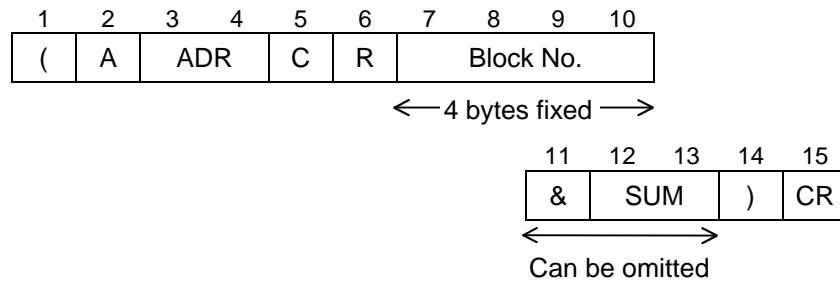 1 2 3 4 5 6 7 8 9 10
( A ADR C R Block No.
4 bytes fixed
11 12 13 14 15
& SUM ) CR
Can be omitted